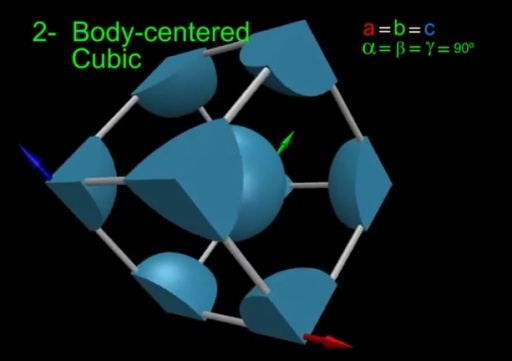 2- Body-centered
Cubic
a=b=c
α=β=γ=90º